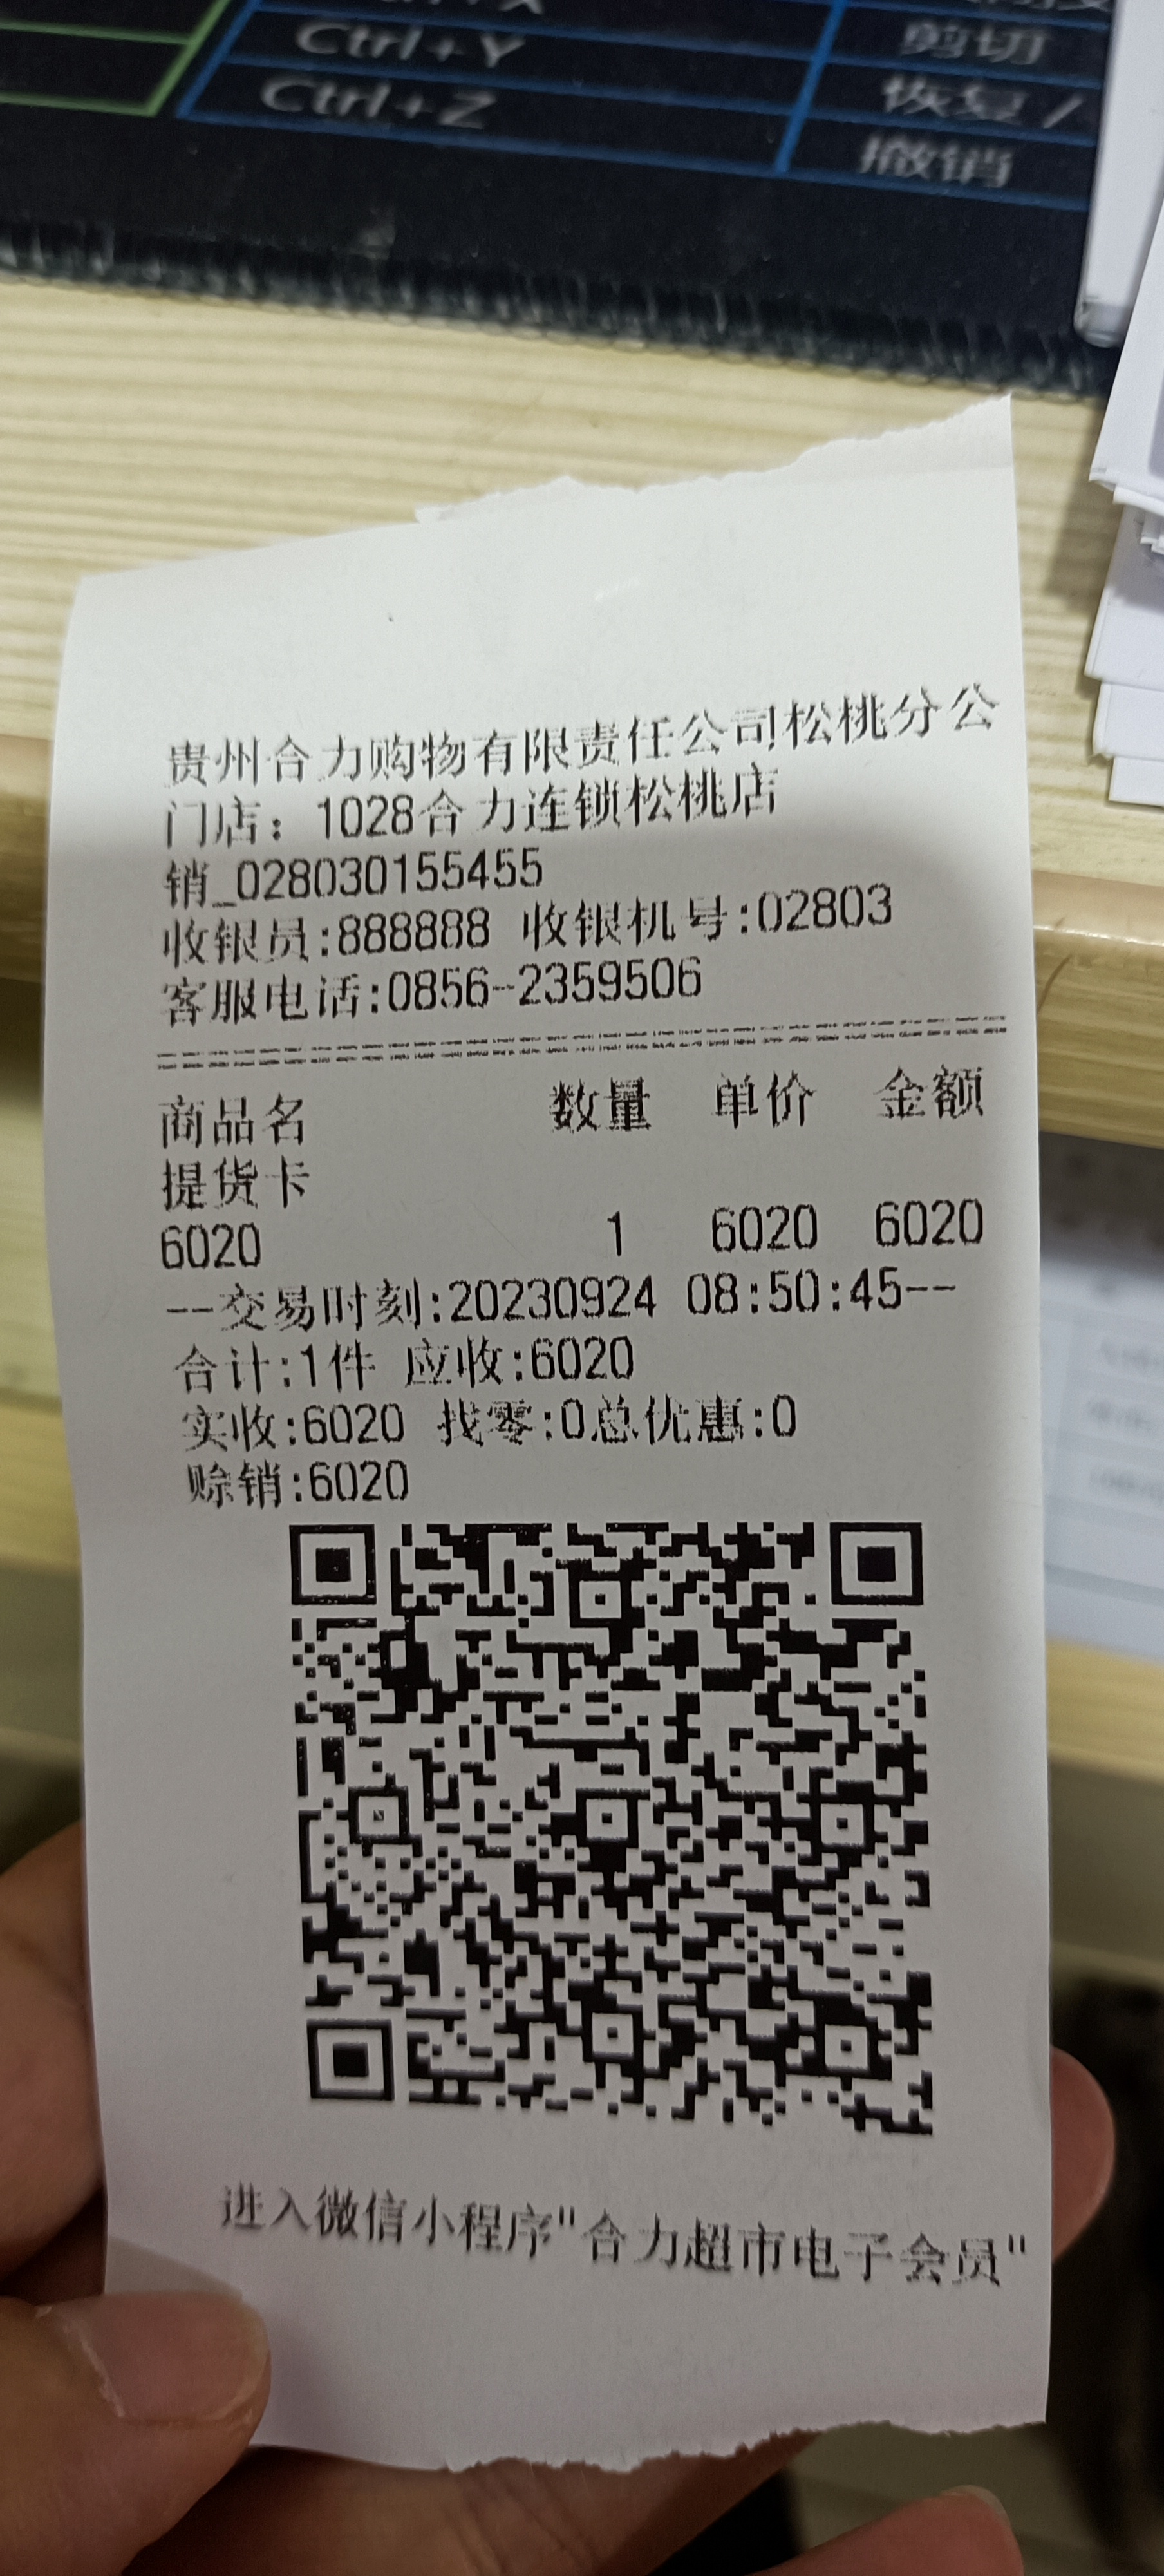 Ctrl+Y 剪切
Ctrl+Z 恢复/
撤销
贵州合力购物有限责任公司松桃分公
门店：1028合力连锁松桃店
销_028030155455
收银员:888888 收银机号:02803
客服电话:0856-2359506
商品名 数量 单价 金额
提货卡
6020 1 6020 6020
--交易时刻:20230924 08:50:45--
合计:1件 应收:6020
实收:6020 找零:0总优惠:0
赊销:6020
进入微信小程序"合力超市电子会员"